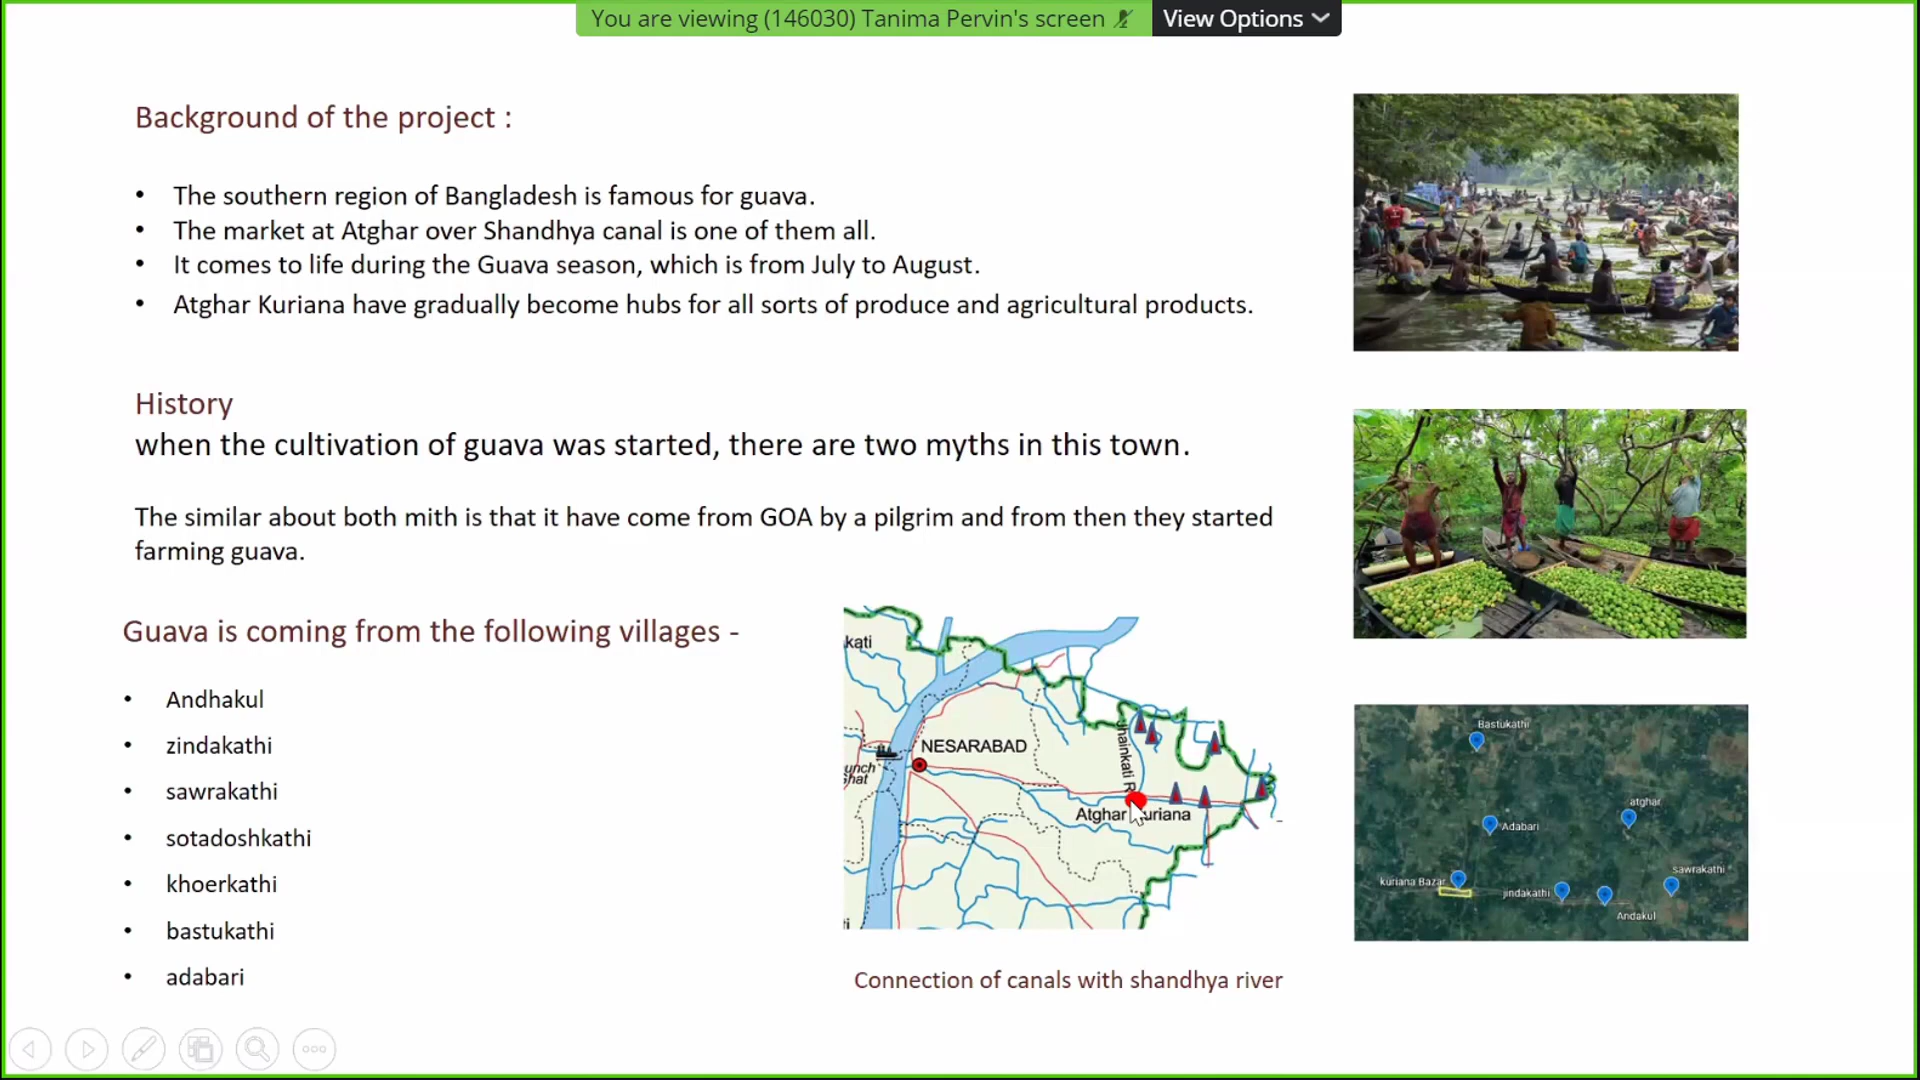 You are viewing (146030) Tanima Pervin's screen
View Options
Background of the project :
• The southern region of Bangladesh is famous for guava.
• The market at Atghar over Shandhya canal is one of them all.
• It comes to life during the Guava season, which is from July to August.
• Atghar Kuriana have gradually become hubs for all sorts of produce and agricultural products.
History
when the cultivation of guava was started, there are two myths in this town.
The similar about both mith is that it have come from GOA by a pilgrim and from then they started
farming guava.
Guava is coming from the following villages -
• Andhakul
• zindakathi
• sawrakathi
• sotadoshkathi
• khoerkathi
• bastukathi
• adabari
kati
NESARABAD
unch
hat
Jhainkati R
Atghar uriana
Connection of canals with shandhya river
Bastukathi
atghar
Adabari
sawrakathi
kuriana Bazar
jindakathi
Andakul